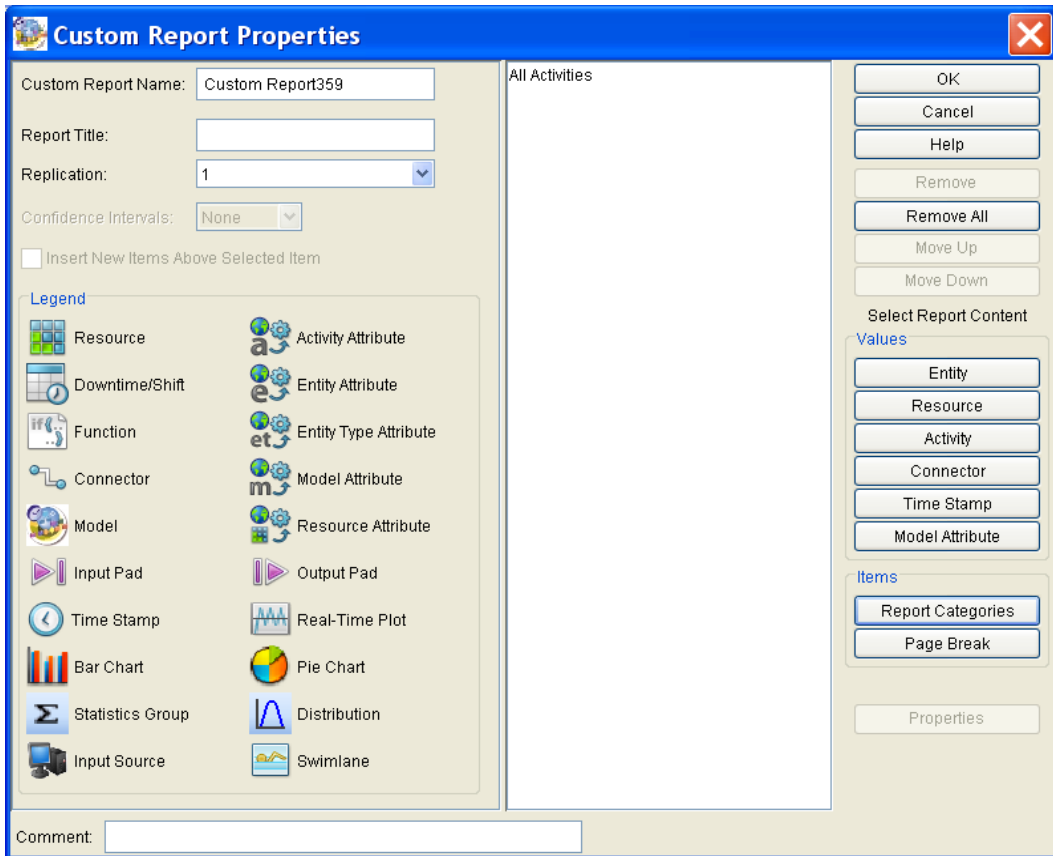 Custom Report Properties
Custom Report Name: Custom Report359
Report Title:
Replication: 1
Confidence Intervals: None
Insert New Items Above Selected Item
Legend
Resource
Activity Attribute
Downtime/Shift
Entity Attribute
Function
Entity Type Attribute
Connector
Model Attribute
Model
Resource Attribute
Input Pad
Output Pad
Time Stamp
Real-Time Plot
Bar Chart
Pie Chart
Statistics Group
Distribution
Input Source
Swimlane
Comment:
All Activities
OK
Cancel
Help
Remove
Remove All
Move Up
Move Down
Select Report Content
Values
Entity
Resource
Activity
Connector
Time Stamp
Model Attribute
Items
Report Categories
Page Break
Properties